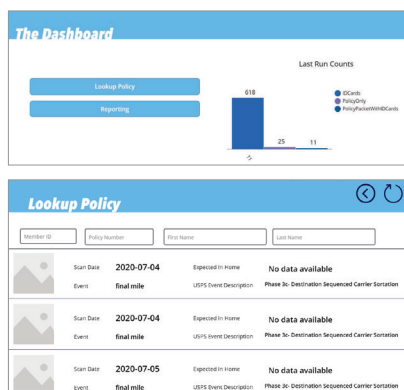 The Dashboard
Last Run Counts
Lookup Policy
Reporting
618
25
11
IDCards
PolicyOnly
PolicyPacketWithIDCards
Lookup Policy
Member ID Policy Number First Name Last Name
Scan Date 2020-07-04 Expected In Home No data available
Event final mile USPS Event Description Phase 3c- Destination Sequenced Carrier Sortation
Scan Date 2020-07-04 Expected In Home No data available
Event final mile USPS Event Description Phase 3c- Destination Sequenced Carrier Sortation
Scan Date 2020-07-05 Expected In Home No data available
Event final mile USPS Event Description Phase 3c- Destination Sequenced Carrier Sortation